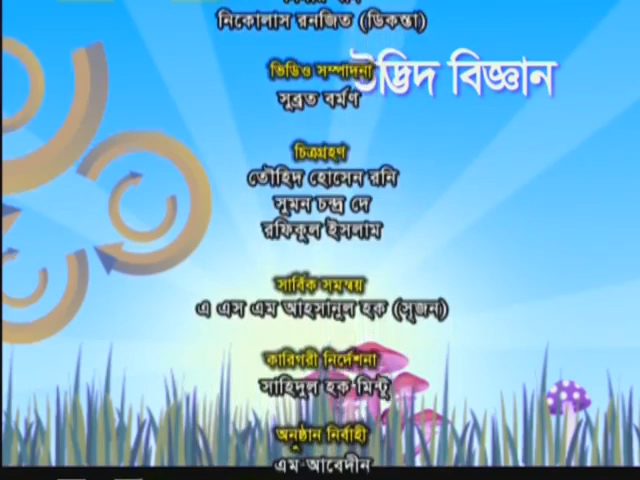 নিকোলাস রনজিত (ডিকস্তা)
ভিডিও সম্পাদনা
উদ্ভিদ বিজ্ঞান
সুব্রত বর্মণ
চিত্রগ্রহণ
তৌহিদ হোসেন রনি
সুমন চন্দ্র দে
রফিকুল ইসলাম
সার্বিক সমন্বয়
এ এস এম আহসানুল হক (সৃজন)
কারিগরী নির্দেশনা
সাহিদুল হক মিন্টু
অনুষ্ঠান নির্বাহী
এম আবেদীন